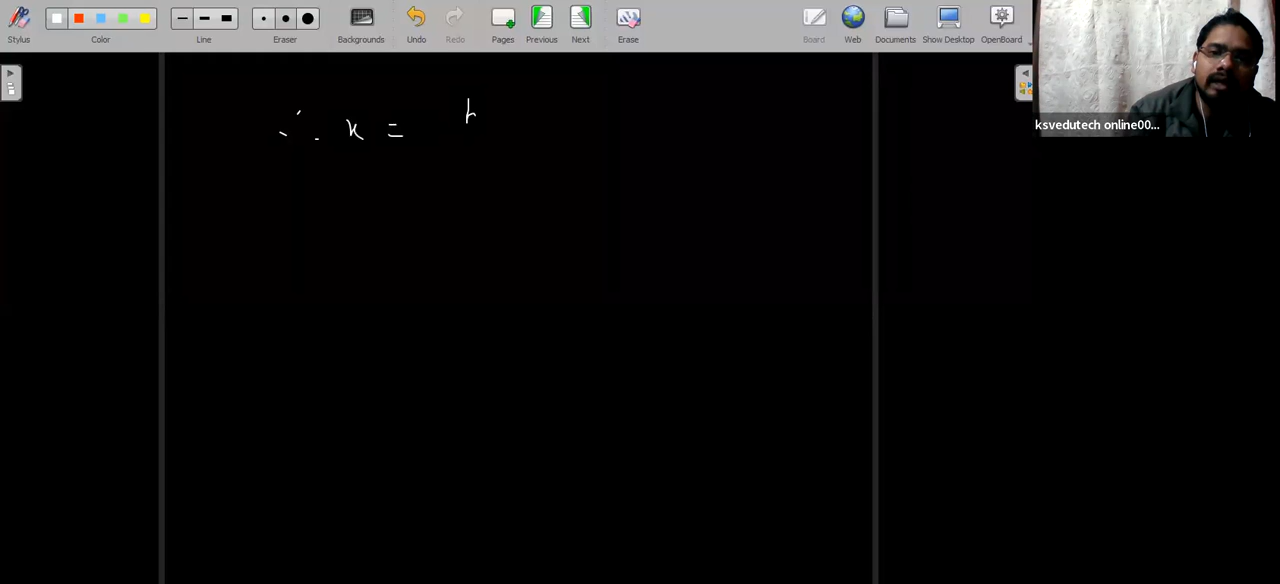 Stylus
Color
Line
Eraser
Backgrounds
Undo
Redo
Pages
Previous
Next
Erase
Board
Web
Documents
Show Desktop
OpenBoard
ksvedutech online00...
∴ x = h